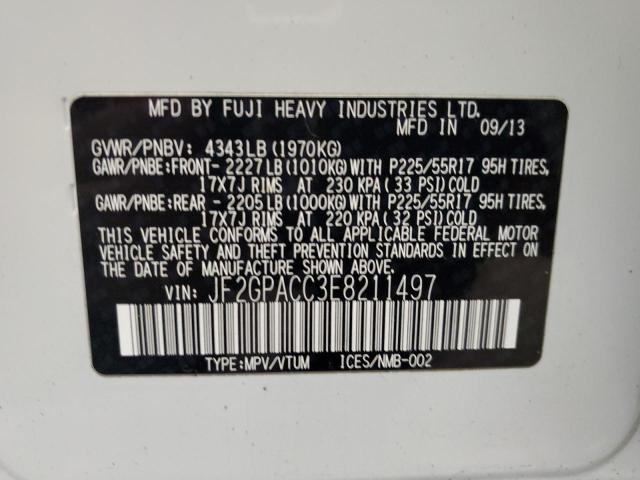 MFD BY FUJI HEAVY INDUSTRIES LTD.
MFD IN 09/13
GVWR/PNBV: 4343LB (1970KG)
GAWR/PNBE:FRONT- 2227LB (1010KG) WITH P225/55R17 95H TIRES,
17X7J RIMS AT 230 KPA (33 PSI) COLD
GAWR/PNBE:REAR - 2205LB (1000KG) WITH P225/55R17 95H TIRES,
17X7J RIMS AT 220 KPA (32 PSI) COLD
THIS VEHICLE CONFORMS TO ALL APPLICABLE FEDERAL MOTOR
VEHICLE SAFETY AND THEFT PREVENTION STANDARDS IN EFFECT ON
THE DATE OF MANUFACTURE SHOWN ABOVE.
VIN: JF2GPACC3E8211497
TYPE:MPV/VTUM ICES/NMB-002